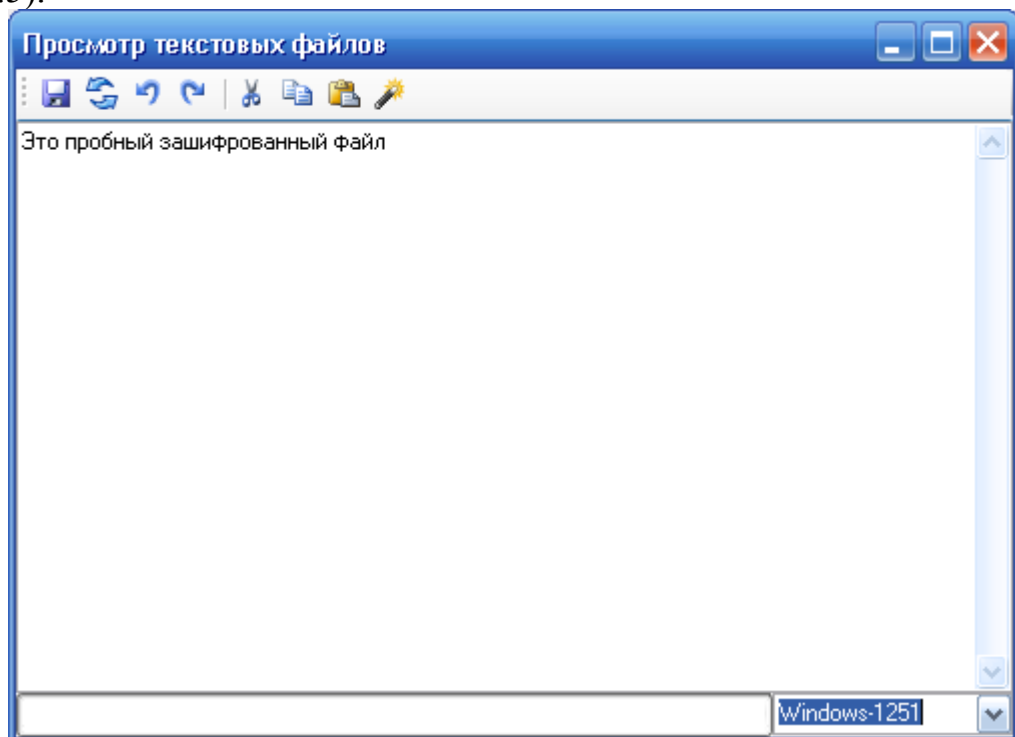 Просмотр текстовых файлов
Это пробный зашифрованный файл
Windows-1251